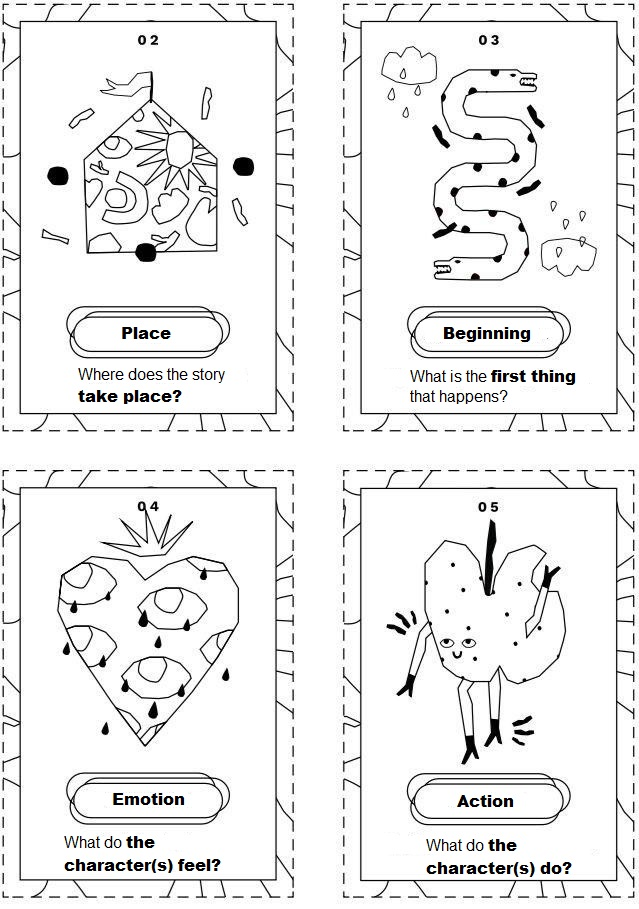 02
Place
Where does the story
take place?
03
Beginning
What is the first thing
that happens?
04
Emotion
What do the
character(s) feel?
05
Action
What do the
character(s) do?